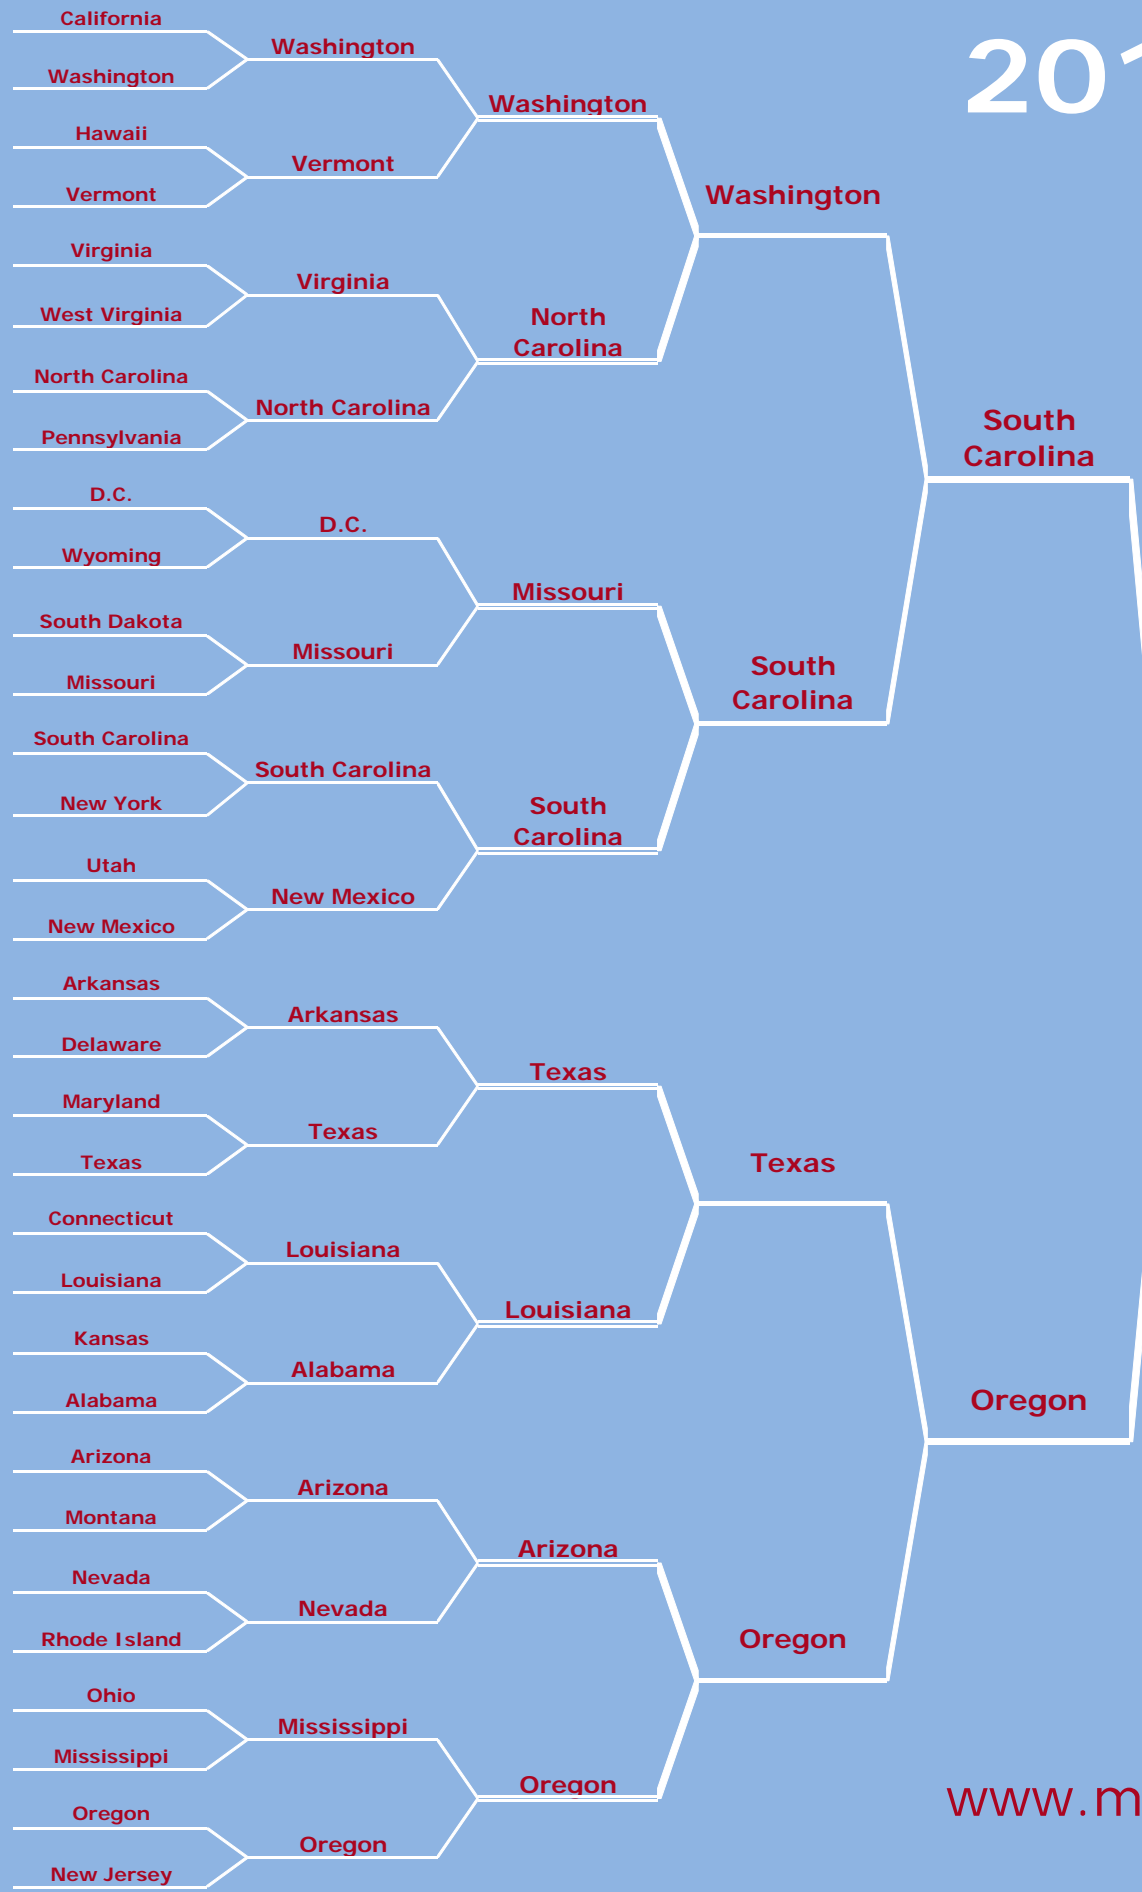 California
Washington
Hawaii
Vermont
Virginia
West Virginia
North Carolina
Pennsylvania
D.C.
Wyoming
South Dakota
Missouri
South Carolina
New York
Utah
New Mexico
Arkansas
Delaware
Maryland
Texas
Connecticut
Louisiana
Kansas
Alabama
Arizona
Montana
Nevada
Rhode Island
Ohio
Mississippi
Oregon
New Jersey
Washington
Vermont
Virginia
North Carolina
D.C.
Missouri
South Carolina
New Mexico
Arkansas
Texas
Louisiana
Alabama
Arizona
Nevada
Mississippi
Oregon
Washington
North
Carolina
Missouri
South
Carolina
Texas
Louisiana
Arizona
Oregon
Washington
South
Carolina
Texas
Oregon
South
Carolina
Oregon
201
www.m